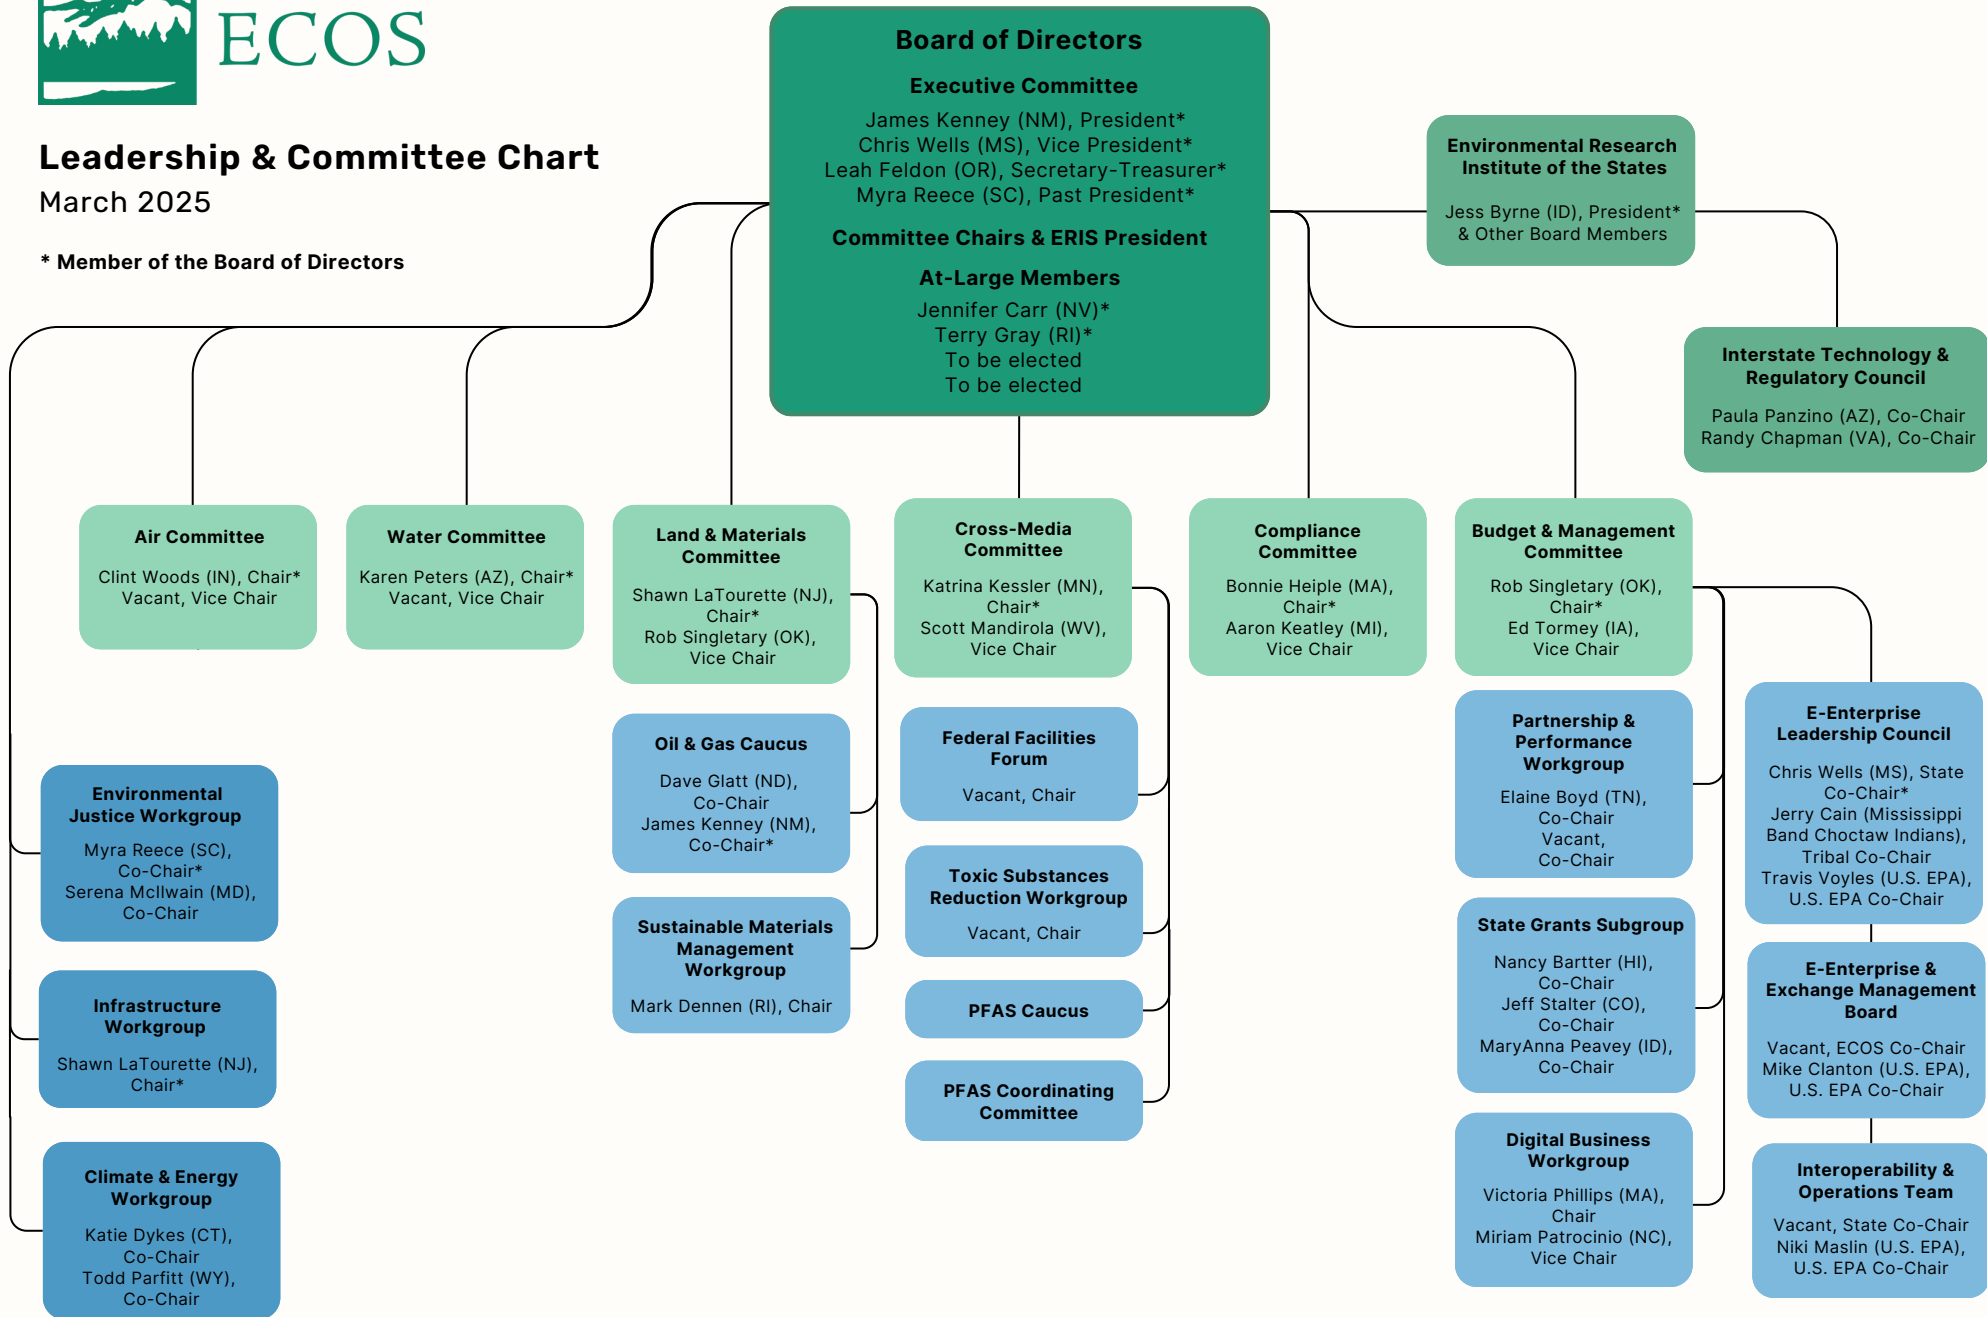 ECOS
Leadership & Committee Chart
March 2025
* Member of the Board of Directors
Board of Directors
Executive Committee
James Kenney (NM), President*
Chris Wells (MS), Vice President*
Leah Feldon (OR), Secretary-Treasurer*
Myra Reece (SC), Past President*
Committee Chairs & ERIS President
At-Large Members
Jennifer Carr (NV)*
Terry Gray (RI)*
To be elected
To be elected
Environmental Research
Institute of the States
Jess Byrne (ID), President*
& Other Board Members
Interstate Technology &
Regulatory Council
Paula Panzino (AZ), Co-Chair
Randy Chapman (VA), Co-Chair
Air Committee
Clint Woods (IN), Chair*
Vacant, Vice Chair
Water Committee
Karen Peters (AZ), Chair*
Vacant, Vice Chair
Land & Materials
Committee
Shawn LaTourette (NJ),
Chair*
Rob Singletary (OK),
Vice Chair
Cross-Media
Committee
Katrina Kessler (MN),
Chair*
Scott Mandirola (WV),
Vice Chair
Compliance
Committee
Bonnie Heiple (MA),
Chair*
Aaron Keatley (MI),
Vice Chair
Budget & Management
Committee
Rob Singletary (OK),
Chair*
Ed Tormey (IA),
Vice Chair
Environmental
Justice Workgroup
Myra Reece (SC),
Co-Chair*
Serena McIlwain (MD),
Co-Chair
Infrastructure
Workgroup
Shawn LaTourette (NJ),
Chair*
Climate & Energy
Workgroup
Katie Dykes (CT),
Co-Chair
Todd Parfitt (WY),
Co-Chair
Oil & Gas Caucus
Dave Glatt (ND),
Co-Chair
James Kenney (NM),
Co-Chair*
Sustainable Materials
Management
Workgroup
Mark Dennen (RI), Chair
Federal Facilities
Forum
Vacant, Chair
Toxic Substances
Reduction Workgroup
Vacant, Chair
PFAS Caucus
PFAS Coordinating
Committee
Partnership &
Performance
Workgroup
Elaine Boyd (TN),
Co-Chair
Vacant,
Co-Chair
State Grants Subgroup
Nancy Bartter (HI),
Co-Chair
Jeff Stalter (CO),
Co-Chair
MaryAnna Peavey (ID),
Co-Chair
Digital Business
Workgroup
Victoria Phillips (MA),
Chair
Miriam Patrocinio (NC),
Vice Chair
E-Enterprise
Leadership Council
Chris Wells (MS), State
Co-Chair*
Jerry Cain (Mississippi
Band Choctaw Indians),
Tribal Co-Chair
Travis Voyles (U.S. EPA),
U.S. EPA Co-Chair
E-Enterprise &
Exchange Management
Board
Vacant, ECOS Co-Chair
Mike Clanton (U.S. EPA),
U.S. EPA Co-Chair
Interoperability &
Operations Team
Vacant, State Co-Chair
Niki Maslin (U.S. EPA),
U.S. EPA Co-Chair